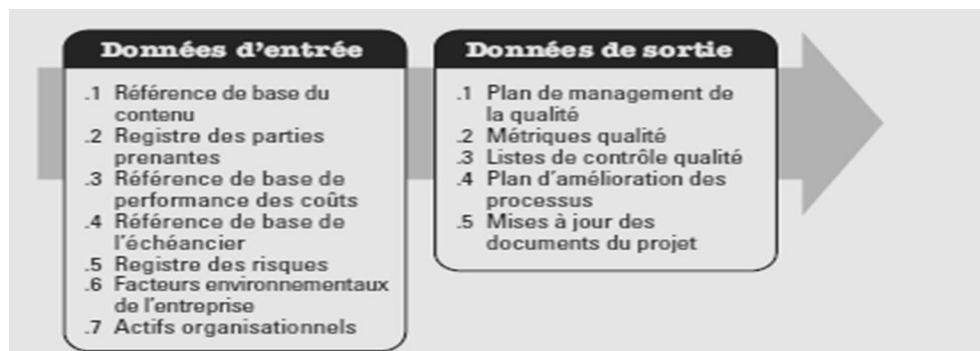 Données d'entrée
.1 Référence de base du
contenu
.2 Registre des parties
prenantes
.3 Référence de base de
performance des coûts
.4 Référence de base de
l'échéancier
.5 Registre des risques
.6 Facteurs environnementaux
de l'entreprise
.7 Actifs organisationnels
Données de sortie
.1 Plan de management de
la qualité
.2 Métriques qualité
.3 Listes de contrôle qualité
.4 Plan d'amélioration des
processus
.5 Mises à jour des
documents du projet